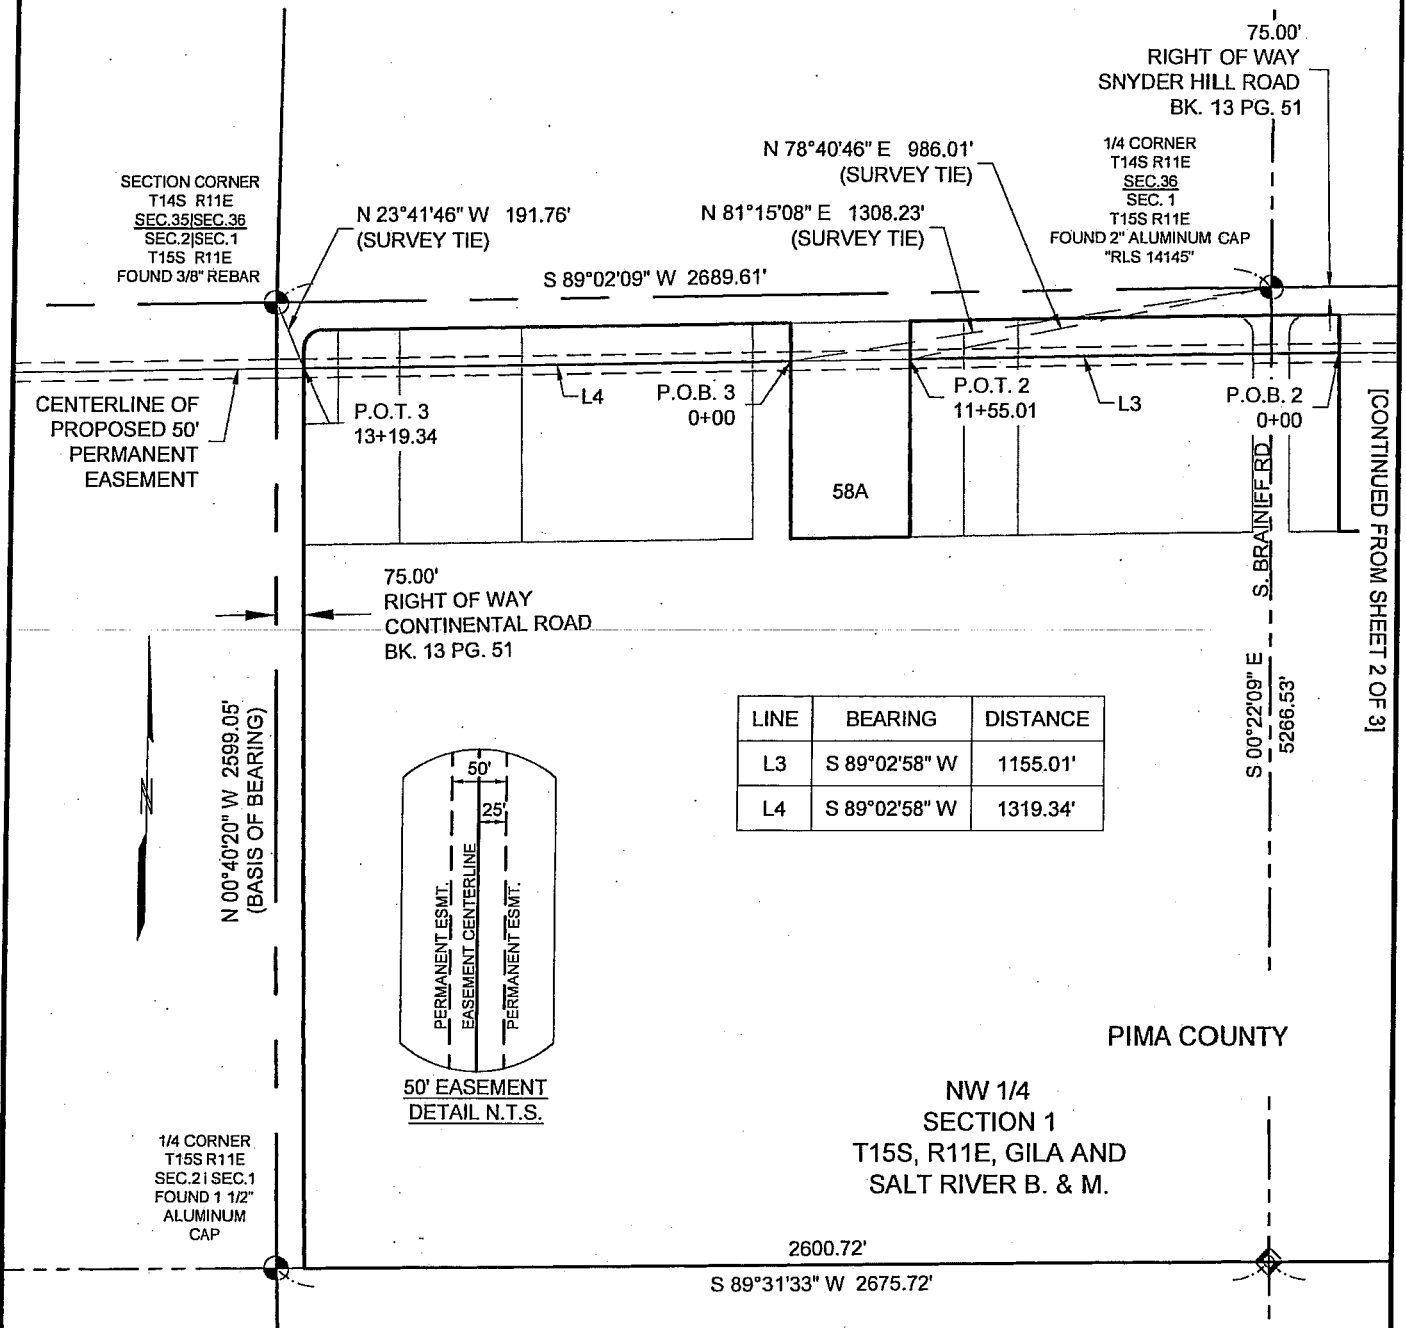 75.00'
RIGHT OF WAY
SNYDER HILL ROAD
BK. 13 PG. 51
N 78°40'46" E 986.01'
(SURVEY TIE)
1/4 CORNER
T14S R11E
SEC.36
SEC. 1
T15S R11E
FOUND 2" ALUMINUM CAP
"RLS 14145"
SECTION CORNER
T14S R11E
SEC.35|SEC.36
SEC.2|SEC.1
T15S R11E
FOUND 3/8" REBAR
N 23°41'46" W 191.76'
(SURVEY TIE)
N 81°15'08" E 1308.23'
(SURVEY TIE)
S 89°02'09" W 2689.61'
CENTERLINE OF
PROPOSED 50'
PERMANENT
EASEMENT
P.O.T. 3
13+19.34
L4
P.O.B. 3
0+00
P.O.T. 2
11+55.01
L3
P.O.B. 2
0+00
58A
S. BRAINIFF RD
[CONTINUED FROM SHEET 2 OF 3]
75.00'
RIGHT OF WAY
CONTINENTAL ROAD
BK. 13 PG. 51
N
N 00°40'20" W 2599.05'
(BASIS OF BEARING)
S 00°22'09" E
5266.53'
LINE BEARING DISTANCE
L3 S 89°02'58" W 1155.01'
L4 S 89°02'58" W 1319.34'
50'
25'
PERMANENT ESMT.
EASEMENT CENTERLINE
PERMANENT ESMT.
50' EASEMENT
DETAIL N.T.S.
PIMA COUNTY
NW 1/4
SECTION 1
T15S, R11E, GILA AND
SALT RIVER B. & M.
1/4 CORNER
T15S R11E
SEC.2|SEC.1
FOUND 1 1/2"
ALUMINUM
CAP
2600.72'
S 89°31'33" W 2675.72'